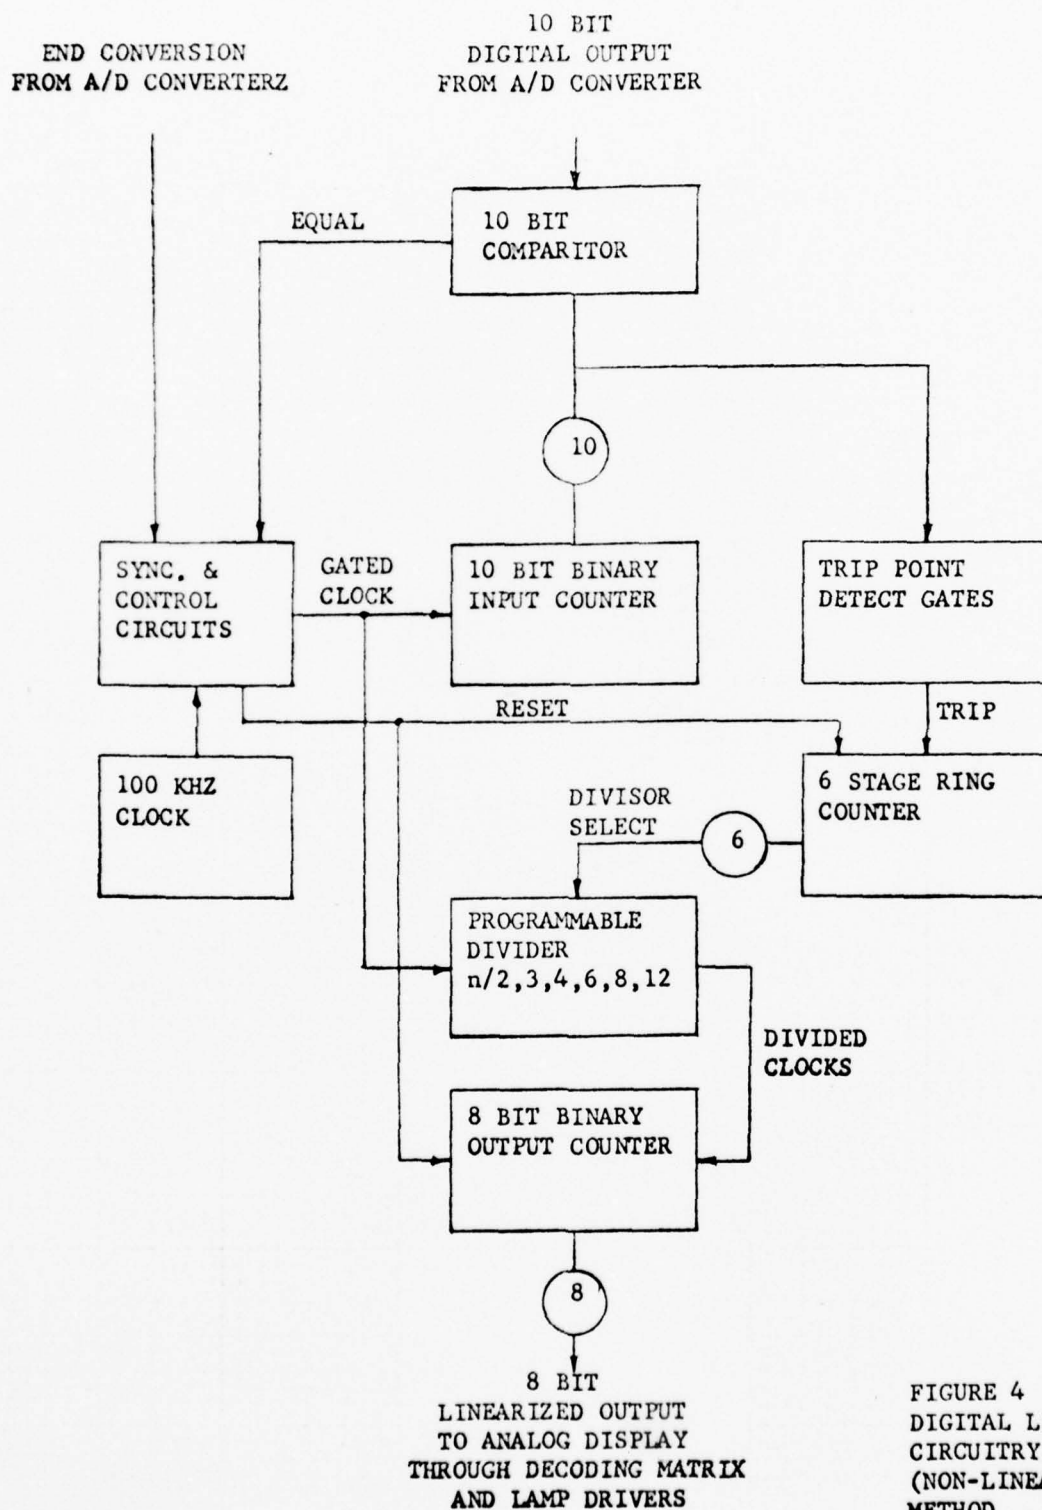 END CONVERSION
FROM A/D CONVERTERZ
10 BIT
DIGITAL OUTPUT
FROM A/D CONVERTER
EQUAL
10 BIT
COMPARITOR
10
SYNC. &
CONTROL
CIRCUITS
GATED
CLOCK
10 BIT BINARY
INPUT COUNTER
TRIP POINT
DETECT GATES
RESET
TRIP
100 KHZ
CLOCK
DIVISOR
SELECT
6
6 STAGE RING
COUNTER
PROGRAMMABLE
DIVIDER
n/2,3,4,6,8,12
DIVIDED
CLOCKS
8 BIT BINARY
OUTPUT COUNTER
8
8 BIT
LINEARIZED OUTPUT
TO ANALOG DISPLAY
THROUGH DECODING MATRIX
AND LAMP DRIVERS
FIGURE 4
DIGITAL L
CIRCUITRY
(NON-LINEA
METHOD